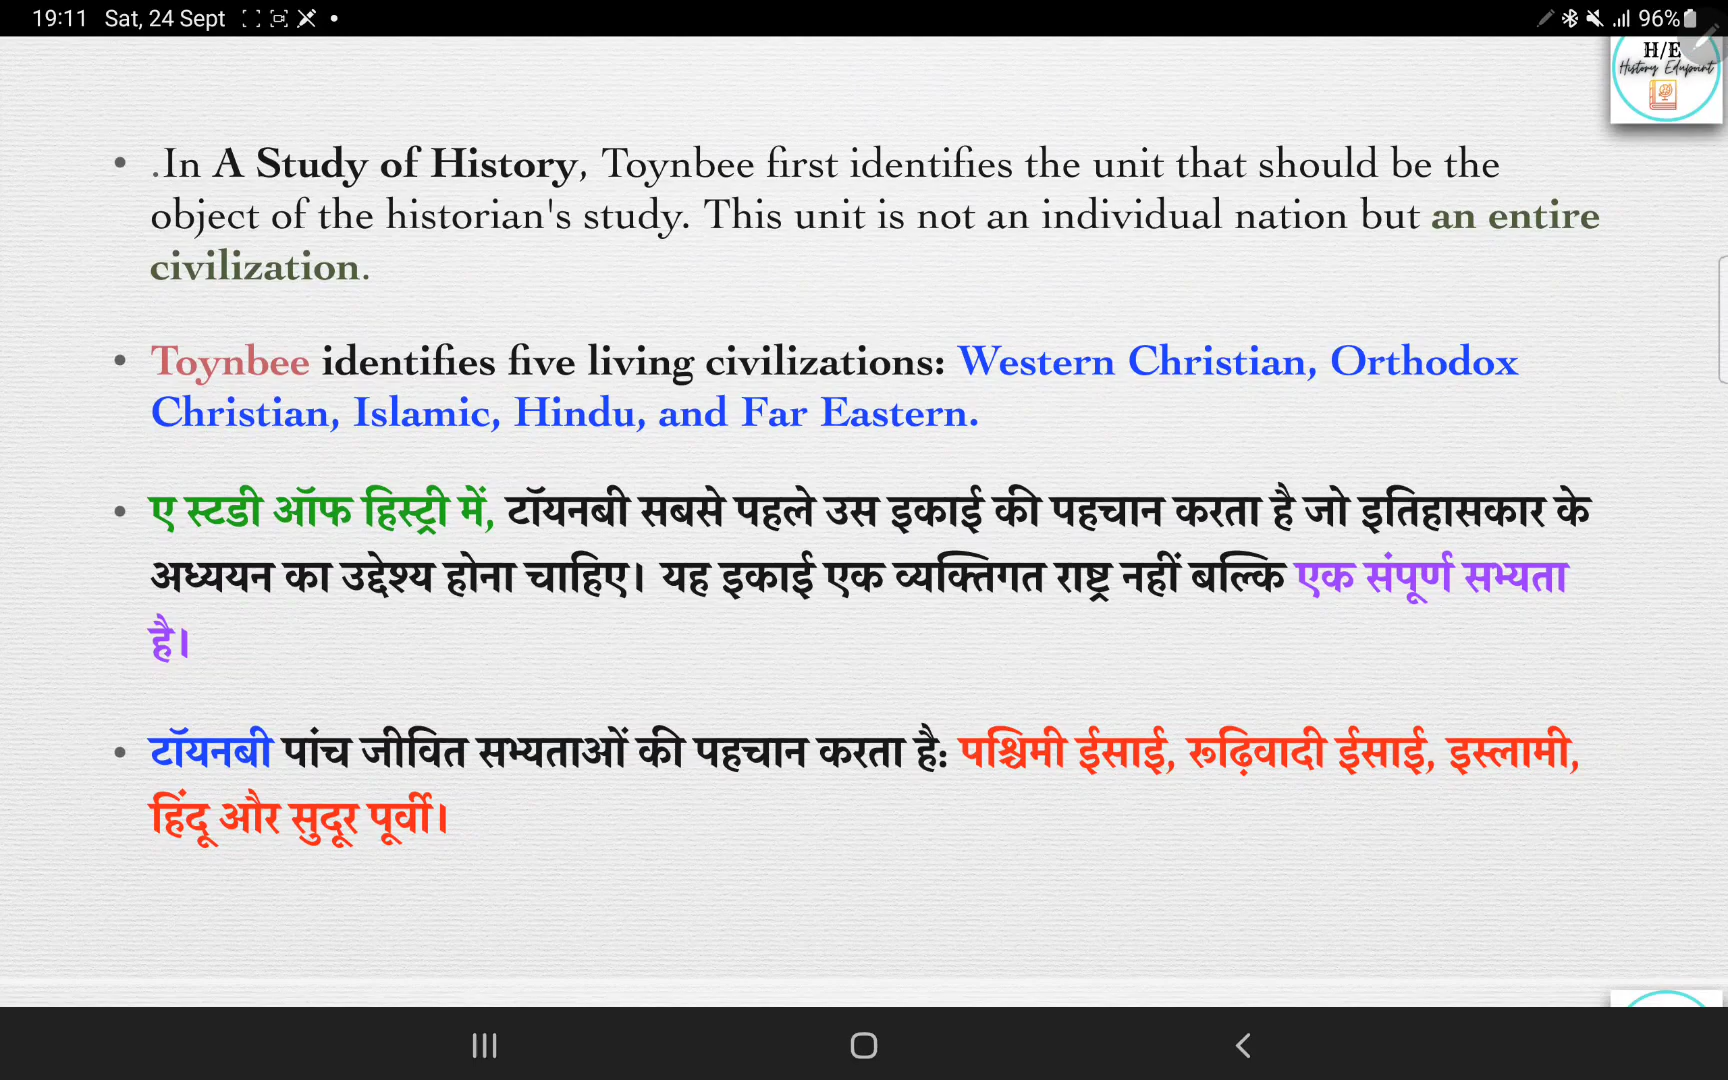 19:11 Sat, 24 Sept
96%
H/E
History Edupoint
• .In A Study of History, Toynbee first identifies the unit that should be the
object of the historian's study. This unit is not an individual nation but an entire
civilization.
• Toynbee identifies five living civilizations: Western Christian, Orthodox
Christian, Islamic, Hindu, and Far Eastern.
• ए स्टडी ऑफ हिस्ट्री में, टॉयनबी सबसे पहले उस इकाई की पहचान करता है जो इतिहासकार के
अध्ययन का उद्देश्य होना चाहिए। यह इकाई एक व्यक्तिगत राष्ट्र नहीं बल्कि एक संपूर्ण सभ्यता
है।
• टॉयनबी पांच जीवित सभ्यताओं की पहचान करता है: पश्चिमी ईसाई, रूढ़िवादी ईसाई, इस्लामी,
हिंदू और सुदूर पूर्वी।